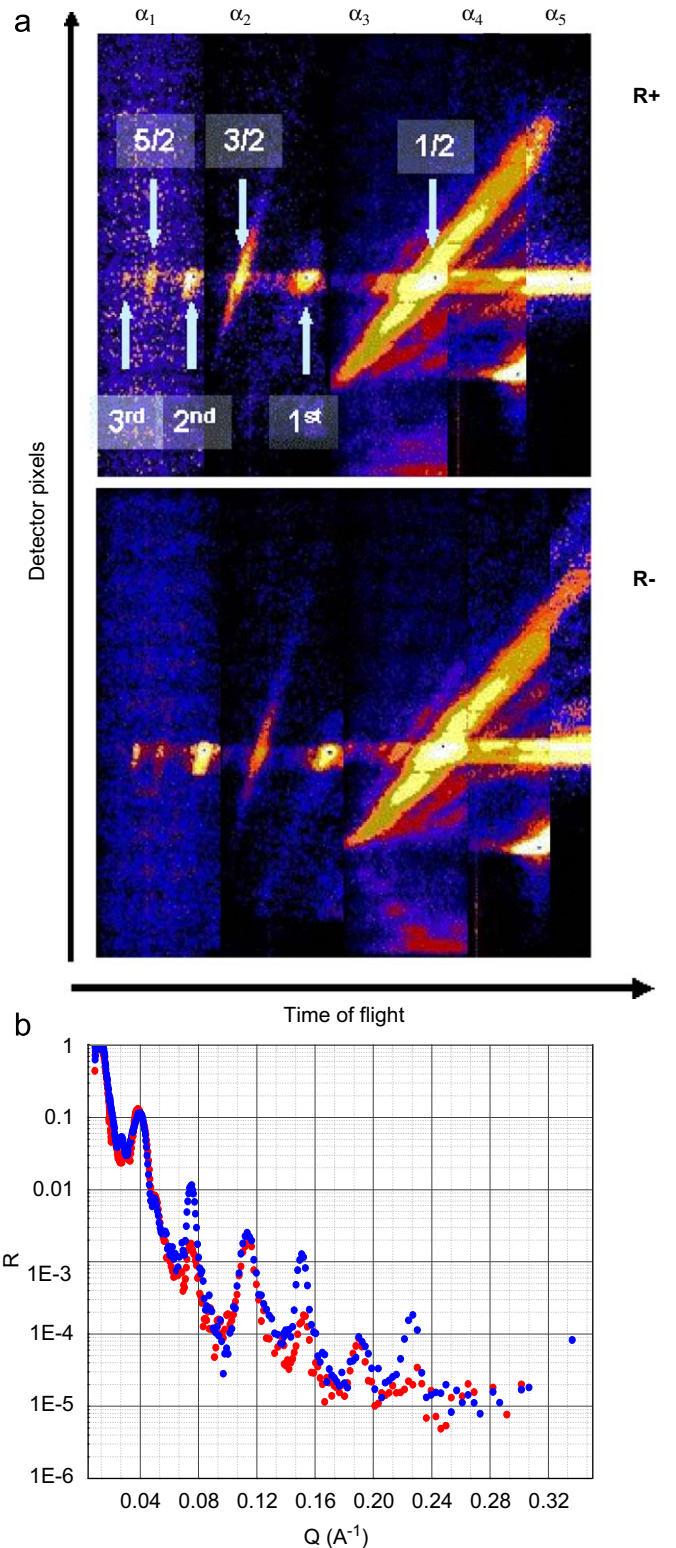 a
α1 α2 α3 α4 α5
R+
5/2 3/2 1/2
3rd 2nd 1st
Detector pixels
R-
Time of flight
b
1
0.1
0.01
1E-3
1E-4
1E-5
1E-6
R
0.04 0.08 0.12 0.16 0.20 0.24 0.28 0.32
Q (A-1)